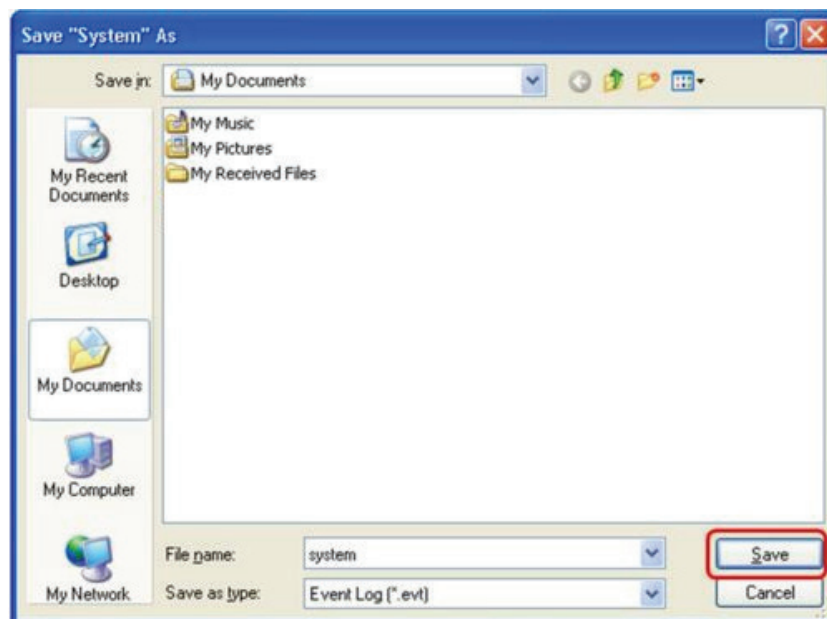 Save "System" As
Save in:
My Documents
My Recent
Documents
Desktop
My Documents
My Computer
My Network
My Music
My Pictures
My Received Files
File name:
system
Save
Save as type:
Event Log (*.evt)
Cancel